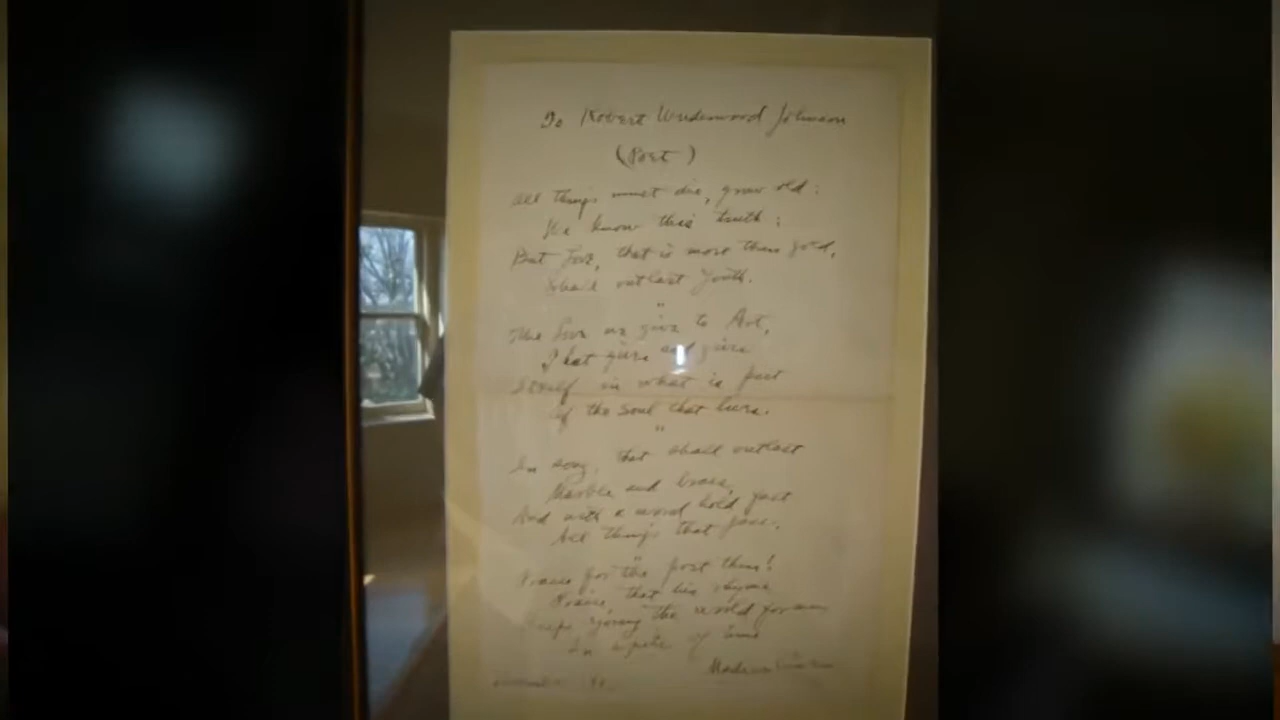 To Robert Underwood Johnson
(Poet)
All things must die, grow old:
We know this truth:
But Love, that is more than gold,
Shall outlast Youth.
"
The Love we give to Art,
That gives and gives
Itself in what is part
Of the Soul that lives.
"
In song, that shall outlast
Marble and brass,
And with a word hold fast
All things that pass.
"
Praise for the poet then!
Praise, that his rhyme
Keeps young the world for men
In spite of time
Madison Cawein